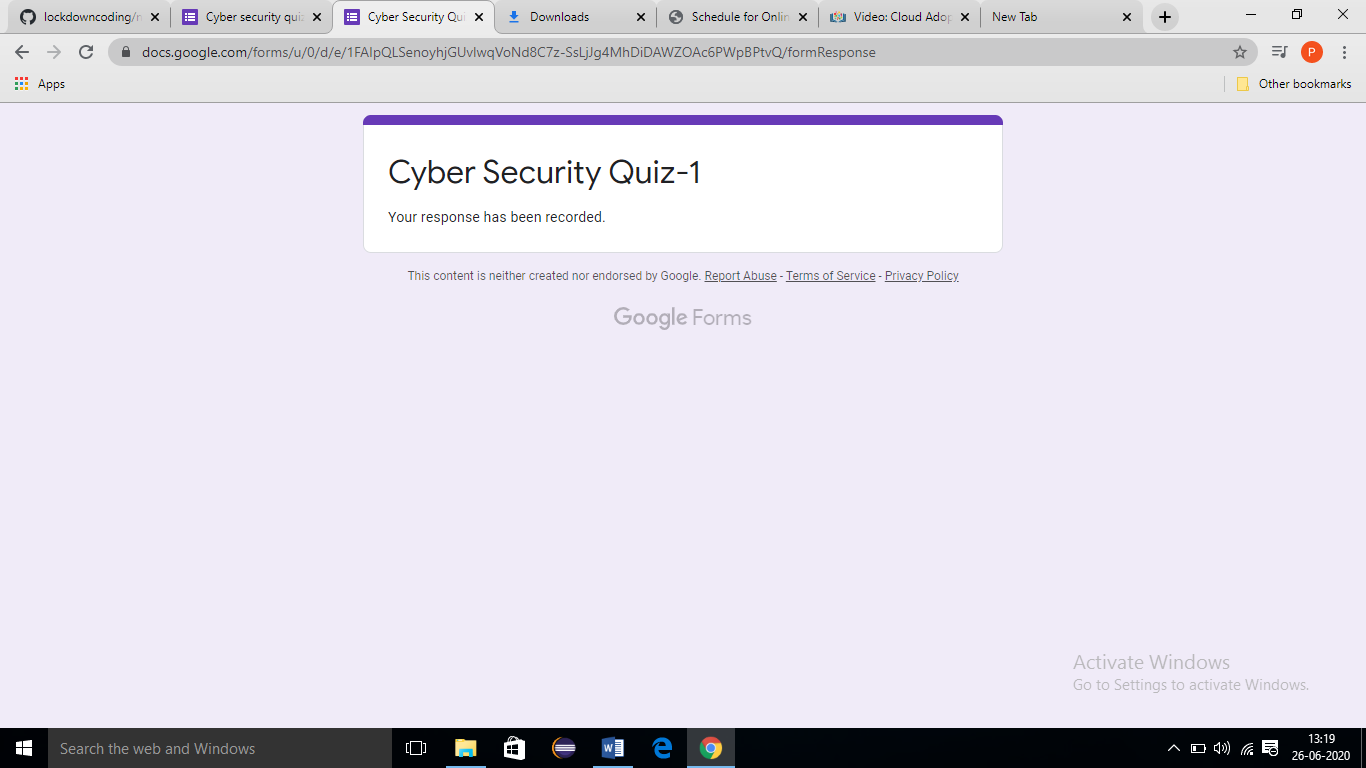 lockdowncoding/n
Cyber security qui
Cyber Security Qui
Downloads
Schedule for Onlin
Video: Cloud Adop
New Tab
docs.google.com/forms/u/0/d/e/1FAIpQLSenoyhjGUvIwqVoNd8C7z-SsLjJg4MhDiDAWZOAc6PWpBPtvQ/formResponse
P
Apps
Other bookmarks
Cyber Security Quiz-1
Your response has been recorded.
This content is neither created nor endorsed by Google. Report Abuse - Terms of Service - Privacy Policy
Google Forms
Activate Windows
Go to Settings to activate Windows.
Search the web and Windows
13:19
26-06-2020